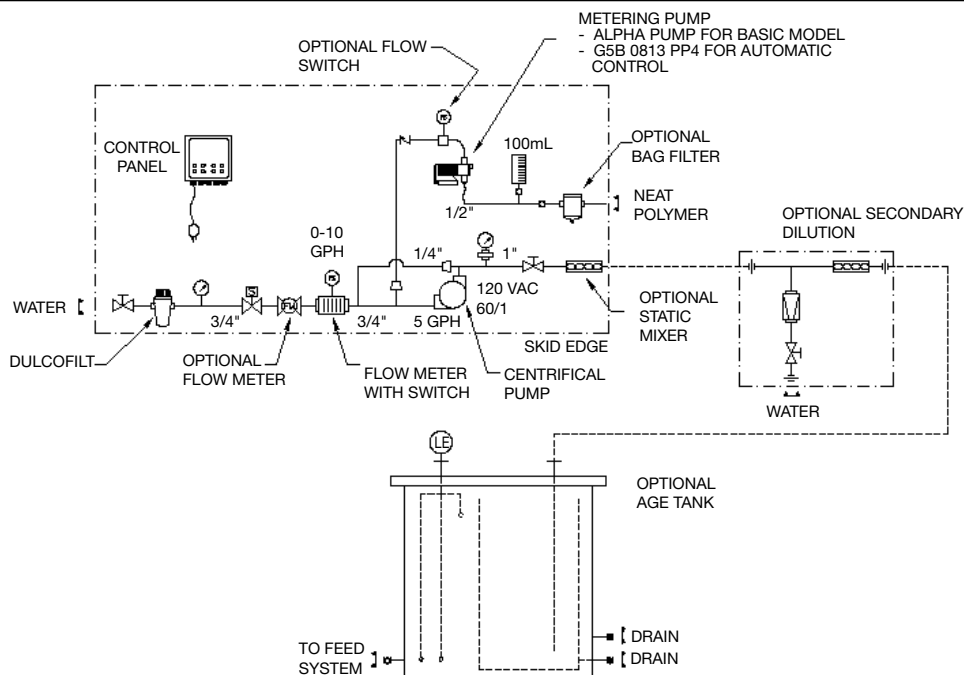 METERING PUMP
- ALPHA PUMP FOR BASIC MODEL
- G5B 0813 PP4 FOR AUTOMATIC
CONTROL
OPTIONAL FLOW
SWITCH
CONTROL
PANEL
FS
100mL
OPTIONAL
BAG FILTER
NEAT
POLYMER
1/2"
OPTIONAL SECONDARY
DILUTION
0-10
GPH
FS
1/4"
1"
120 VAC
60/1
WATER
S
3/4"
3/4"
5 GPH
OPTIONAL
STATIC
MIXER
SKID EDGE
DULCOFILT
OPTIONAL
FLOW METER
FLOW METER
WITH SWITCH
CENTRIFICAL
PUMP
WATER
LE
OPTIONAL
AGE TANK
TO FEED
SYSTEM
DRAIN
DRAIN